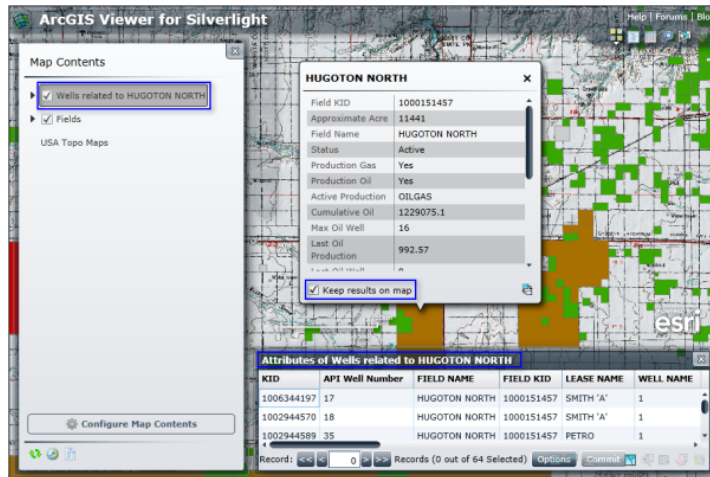 ArcGIS Viewer for Silverlight
Help | Forums | Blo
Map Contents
Wells related to HUGOTON NORTH
Fields
USA Topo Maps
Configure Map Contents
HUGOTON NORTH
Field KID 1000151457
Approximate Acre 11441
Field Name HUGOTON NORTH
Status Active
Production Gas Yes
Production Oil Yes
Active Production OILGAS
Cumulative Oil 1229075.1
Max Oil Well 16
Last Oil
Production 992.57
Last Oil Well
Keep results on map
esri
Attributes of Wells related to HUGOTON NORTH
KID API Well Number FIELD NAME FIELD KID LEASE NAME WELL NAME
1006344197 17 HUGOTON NORTH 1000151457 SMITH 'A' 1
1002944570 18 HUGOTON NORTH 1000151457 SMITH 'A' 1
1002944589 35 HUGOTON NORTH 1000151457 PETRO 1
Record: << < 0 > >> Records (0 out of 64 Selected) Options Commit